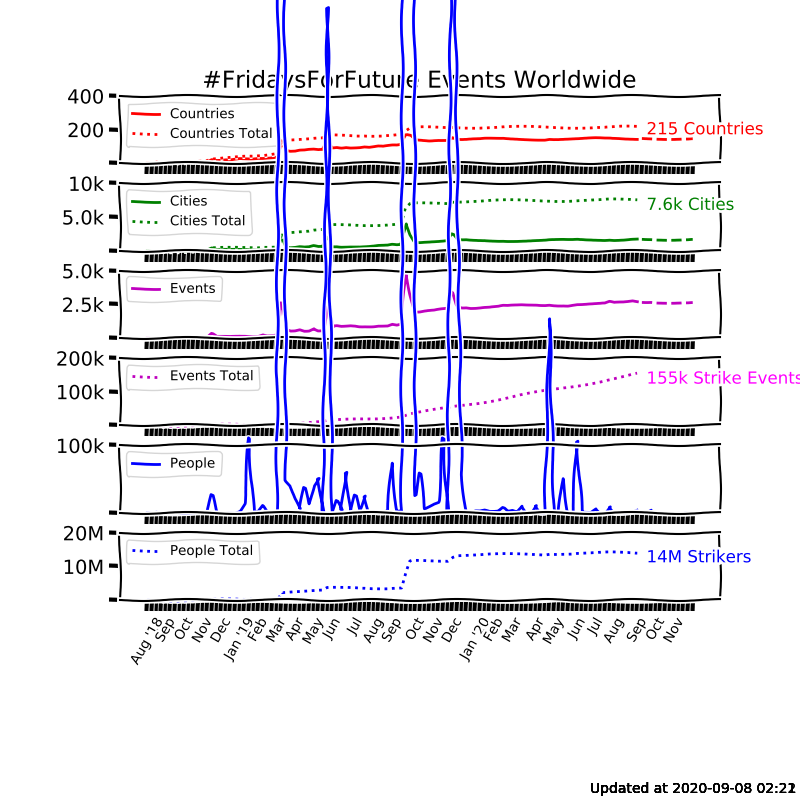 #FridaysForFuture Events Worldwide
400
200
Countries
Countries Total
215 Countries
10k
5.0k
Cities
Cities Total
7.6k Cities
5.0k
2.5k
Events
200k
100k
Events Total
155k Strike Events
100k
People
20M
10M
People Total
14M Strikers
Aug '18
Sep
Oct
Nov
Dec
Jan '19
Feb
Mar
Apr
May
Jun
Jul
Aug
Sep
Oct
Nov
Dec
Jan '20
Feb
Mar
Apr
May
Jun
Jul
Aug
Sep
Oct
Nov
Updated at 2020-09-08